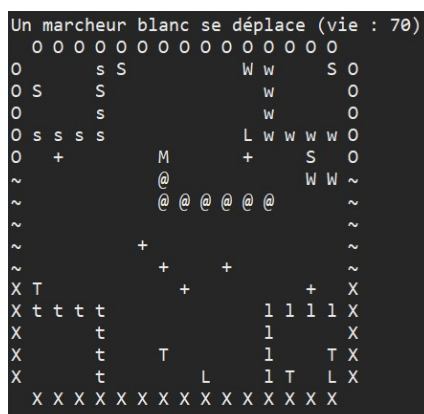 Un marcheur blanc se déplace (vie : 70)
  O O O O O O O O O O O O O O O
O       s S           W w     S O
O S     s               w       O
O       s               w       O
O s s s s             L w w w w O
O   +         M       +     S   O
~             @             W W ~
~             @ @ @ @ @ @       ~
~                               ~
~           +                   ~
~             +     +           ~
X T             +           +   X
X t t t t               l l l l X
X       t               l       X
X       t     T         l     T X
X       t         L     l T   L X
  X X X X X X X X X X X X X X X